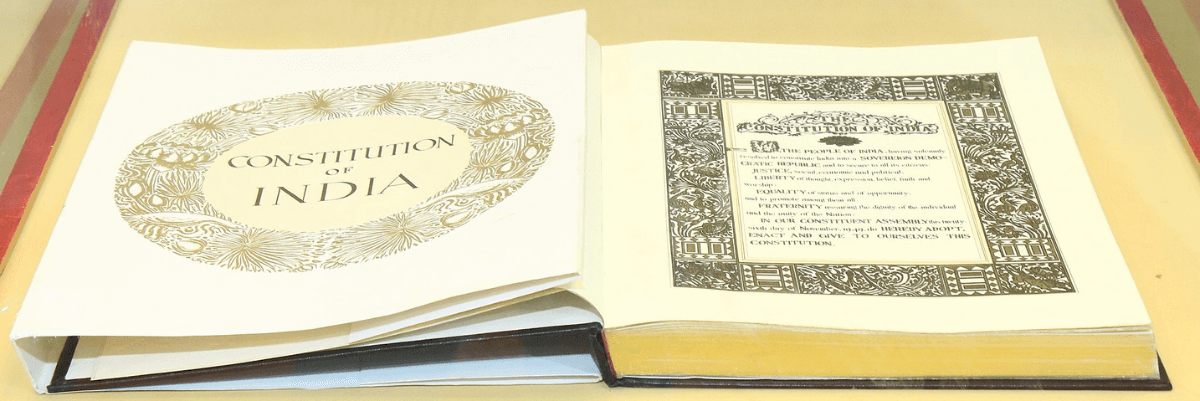 CONSTITUTION
OF
INDIA
THE
CONSTITUTION OF INDIA
WE, THE PEOPLE OF INDIA, having solemnly
resolved to constitute India into a SOVEREIGN DEMO-
CRATIC REPUBLIC and to secure to all its citizens:
JUSTICE, social, economic and political;
LIBERTY of thought, expression, belief, faith and
worship;
EQUALITY of status and of opportunity;
and to promote among them all
FRATERNITY assuring the dignity of the individual
and the unity of the Nation;
IN OUR CONSTITUENT ASSEMBLY this twenty
sixth day of November, 1949, do HEREBY ADOPT,
ENACT AND GIVE TO OURSELVES THIS
CONSTITUTION.